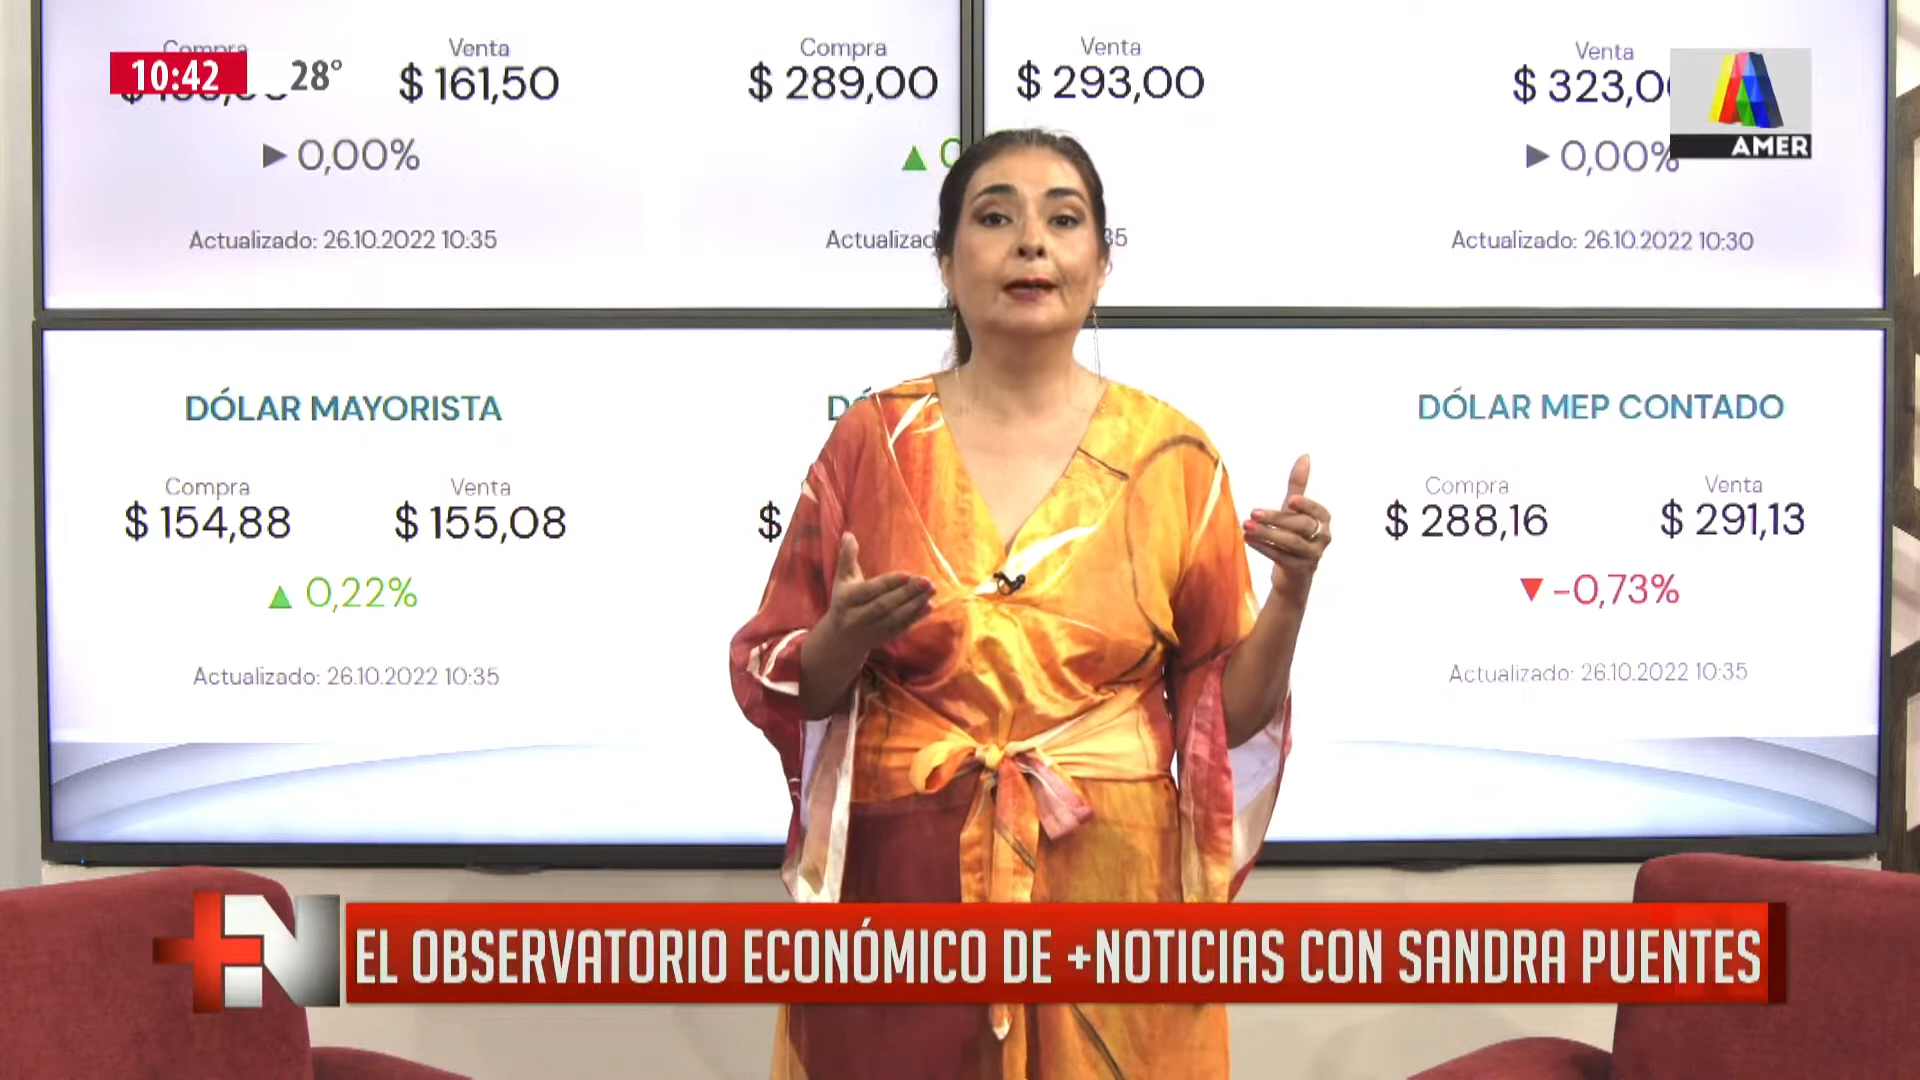 10:42
28°
Compra
Venta
$ 161,50
Compra
$ 289,00
Venta
$ 293,00
Venta
$ 323,0
AMER
0,00%
0,00%
Actualizado: 26.10.2022 10:35
Actualizado: 26.10.2022 10:30
DÓLAR MAYORISTA
DÓLAR MEP CONTADO
Compra
$ 154,88
Venta
$ 155,08
$
Compra
$ 288,16
Venta
$ 291,13
0,22%
-0,73%
Actualizado: 26.10.2022 10:35
Actualizado: 26.10.2022 10:35
+N
EL OBSERVATORIO ECONÓMICO DE +NOTICIAS CON SANDRA PUENTES